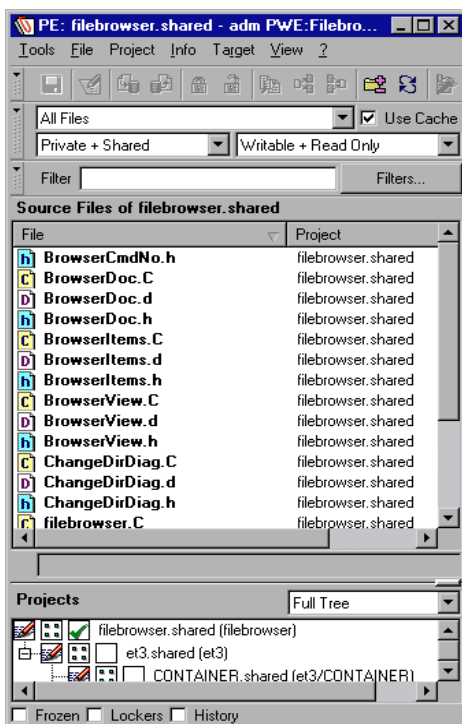 PE: filebrowser.shared - adm PWE:Filebro...
Tools File Project Info Target View ?
All Files Use Cache
Private + Shared Writable + Read Only
Filter Filters...
Source Files of filebrowser.shared
File Project
h BrowserCmdNo.h filebrowser.shared
C BrowserDoc.C filebrowser.shared
D BrowserDoc.d filebrowser.shared
h BrowserDoc.h filebrowser.shared
C BrowserItems.C filebrowser.shared
D BrowserItems.d filebrowser.shared
h BrowserItems.h filebrowser.shared
C BrowserView.C filebrowser.shared
D BrowserView.d filebrowser.shared
h BrowserView.h filebrowser.shared
C ChangeDirDiag.C filebrowser.shared
D ChangeDirDiag.d filebrowser.shared
h ChangeDirDiag.h filebrowser.shared
C filebrowser.C filebrowser.shared
Projects Full Tree
filebrowser.shared (filebrowser)
et3.shared (et3)
CONTAINER.shared (et3/CONTAINER)
Frozen Lockers History